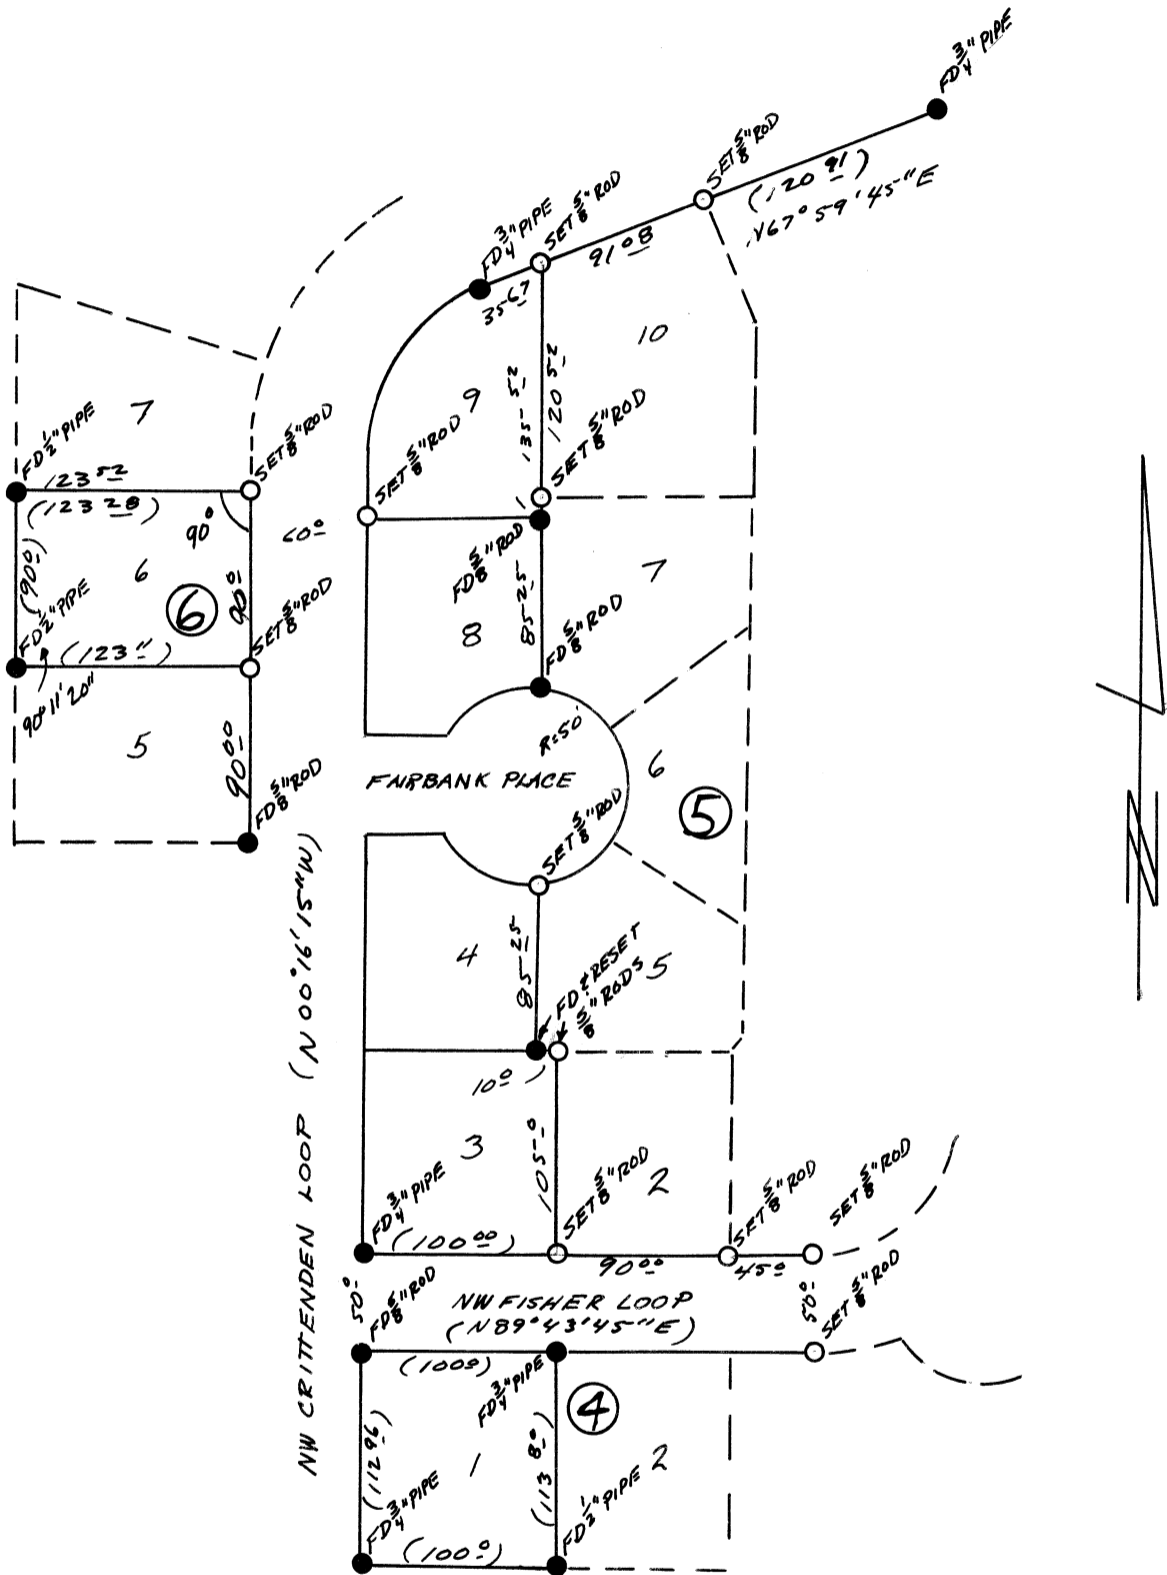 FD 3/4" PIPE
SET 5/8" ROD
(120 91)
N67°59'45"E
SET 5/8" ROD
FD 3/4" PIPE
91 08
35 67
10
7
FD 1/2" PIPE
SET 5/8" ROD
9
135 52
120 52
SET 5/8" ROD
SET 5/8" ROD
123 52
(123 28)
90°
60 0
(90 0)
6
6
90 0
SET 5/8" ROD
FD 1/2" PIPE
(123 11)
90°11'20"
5
90 00
FD 5/8" ROD
FD 5/8" ROD
8
85 25
7
FD 5/8" ROD
R=50'
FAIRBANK PLACE
6
5
SET 5/8" ROD
NW CRITTENDEN LOOP (N 00°16'15"W)
4
85 25
FD & RESET
5/8" RODS
5
10 0
3
105 0
2
FD 3/4" PIPE
SET 5/8" ROD
SET 5/8" ROD
SET 5/8" ROD
(100 00)
90 00
45 0
50 0
FD 5/8" ROD
NW FISHER LOOP
(N89°43'45"E)
50 0
SET 5/8" ROD
(100 0)
FD 3/4" PIPE
4
(112 96)
1
(113 80)
2
FD 3/4" PIPE
FD 1/2" PIPE
(100 0)
N